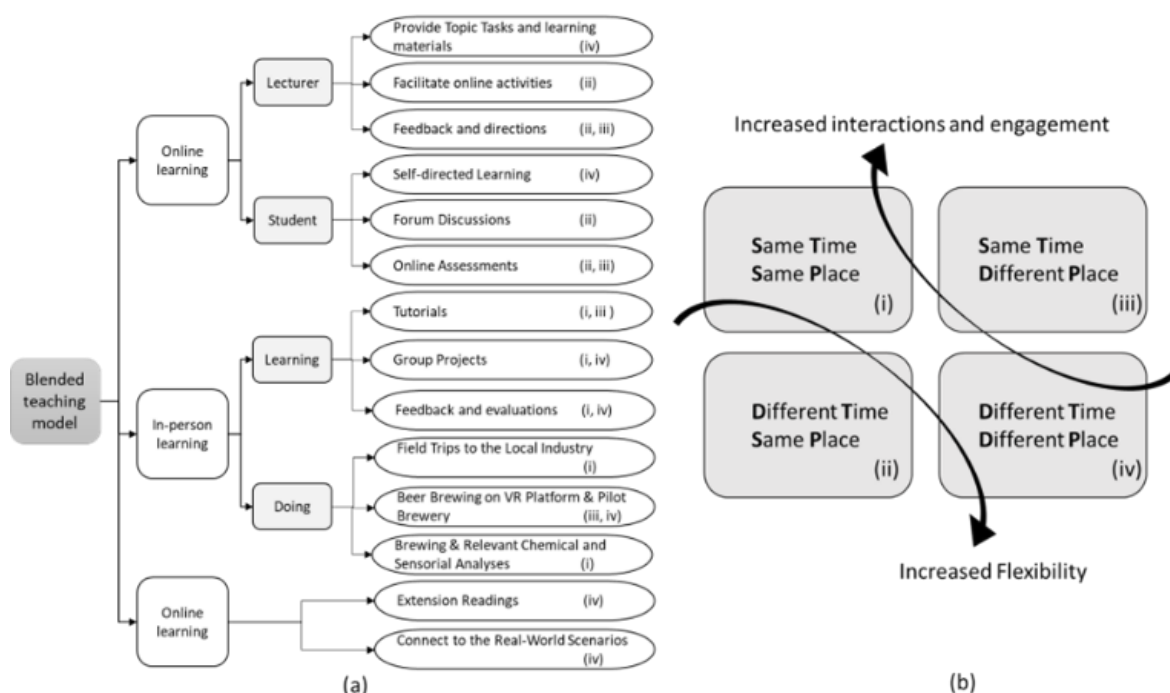 Blended
teaching
model
Online
learning
Lecturer
Provide Topic Tasks and learning
materials (iv)
Facilitate online activities (ii)
Feedback and directions (ii, iii)
Student
Self-directed Learning (iv)
Forum Discussions (ii)
Online Assessments (ii, iii)
In-person
learning
Learning
Tutorials (i, iii )
Group Projects (i, iv)
Feedback and evaluations (i, iv)
Doing
Field Trips to the Local Industry
(i)
Beer Brewing on VR Platform & Pilot
Brewery (iii, iv)
Brewing & Relevant Chemical and
Sensorial Analyses (i)
Online
learning
Extension Readings (iv)
Connect to the Real-World Scenarios
(iv)
(a)
Increased interactions and engagement
Same Time
Same Place
(i)
Same Time
Different Place
(iii)
Different Time
Same Place
(ii)
Different Time
Different Place
(iv)
Increased Flexibility
(b)